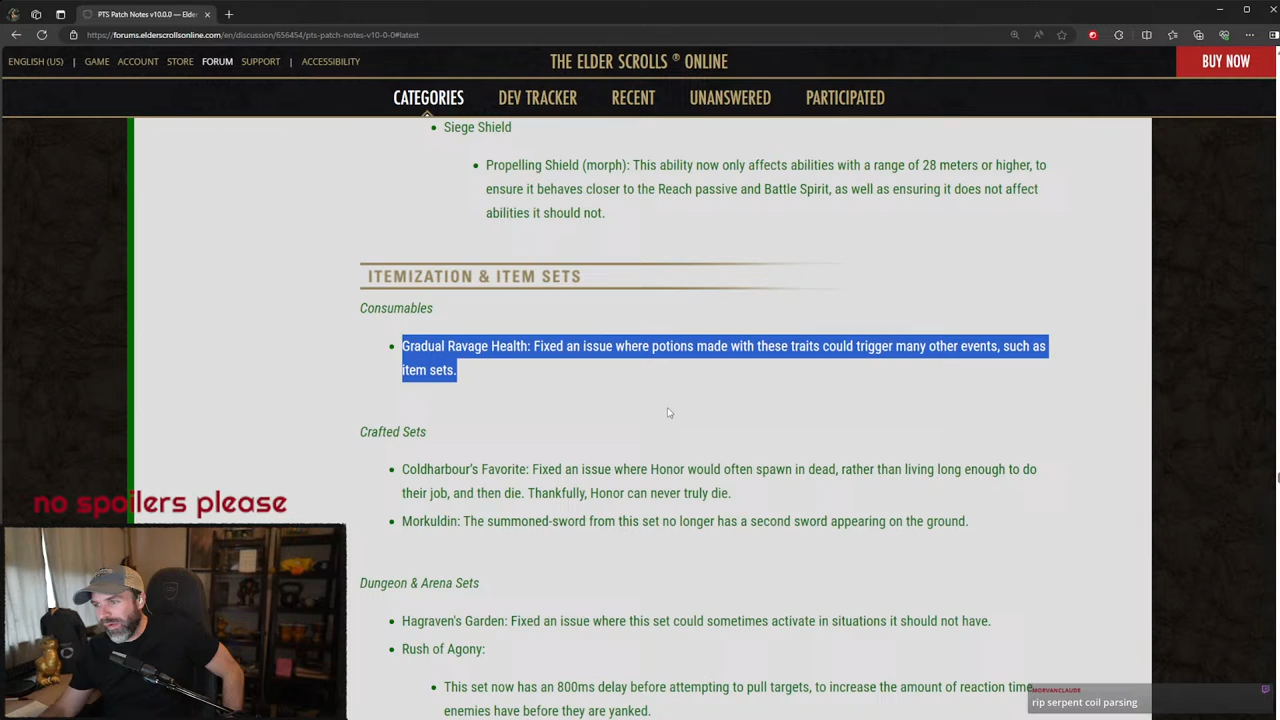 PTS Patch Notes v10.0.0 — Elder
https://forums.elderscrollsonline.com/en/discussion/656454/pts-patch-notes-v10-0-0#latest
ENGLISH (US) | GAME ACCOUNT STORE FORUM SUPPORT | ACCESSIBILITY
THE ELDER SCROLLS ® ONLINE
BUY NOW
CATEGORIES DEV TRACKER RECENT UNANSWERED PARTICIPATED
• Siege Shield
• Propelling Shield (morph): This ability now only affects abilities with a range of 28 meters or higher, to
ensure it behaves closer to the Reach passive and Battle Spirit, as well as ensuring it does not affect
abilities it should not.
ITEMIZATION & ITEM SETS
Consumables
• Gradual Ravage Health: Fixed an issue where potions made with these traits could trigger many other events, such as
item sets.
Crafted Sets
• Coldharbour's Favorite: Fixed an issue where Honor would often spawn in dead, rather than living long enough to do
their job, and then die. Thankfully, Honor can never truly die.
• Morkuldin: The summoned-sword from this set no longer has a second sword appearing on the ground.
no spoilers please
Dungeon & Arena Sets
• Hagraven's Garden: Fixed an issue where this set could sometimes activate in situations it should not have.
• Rush of Agony:
• This set now has an 800ms delay before attempting to pull targets, to increase the amount of reaction time
enemies have before they are yanked.
MORVANCLAUDE
rip serpent coil parsing